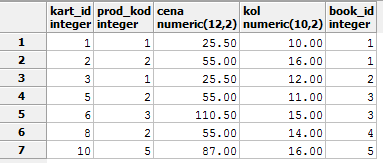 kart_id prod_kod cena kol book_id
integer integer numeric(12,2) numeric(10,2) integer
1 1 1 25.50 10.00 1
2 2 2 55.00 16.00 1
3 3 1 25.50 12.00 2
4 5 2 55.00 11.00 3
5 6 3 110.50 15.00 3
6 8 2 55.00 14.00 4
7 10 5 87.00 16.00 5